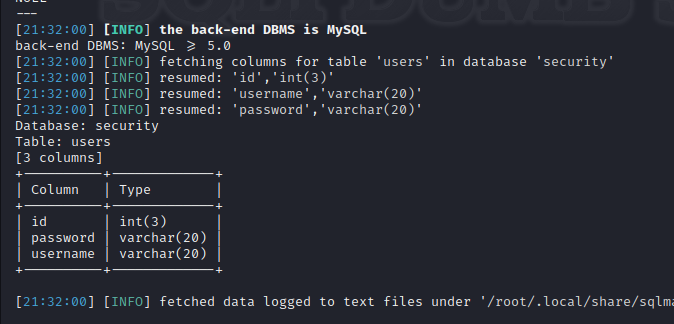 NULL
---
[21:32:00] [INFO] the back-end DBMS is MySQL
back-end DBMS: MySQL ≥ 5.0
[21:32:00] [INFO] fetching columns for table 'users' in database 'security'
[21:32:00] [INFO] resumed: 'id','int(3)'
[21:32:00] [INFO] resumed: 'username','varchar(20)'
[21:32:00] [INFO] resumed: 'password','varchar(20)'
Database: security
Table: users
[3 columns]
+----------+-------------+
| Column | Type |
+----------+-------------+
| id | int(3) |
| password | varchar(20) |
| username | varchar(20) |
+----------+-------------+
[21:32:00] [INFO] fetched data logged to text files under '/root/.local/share/sqlma